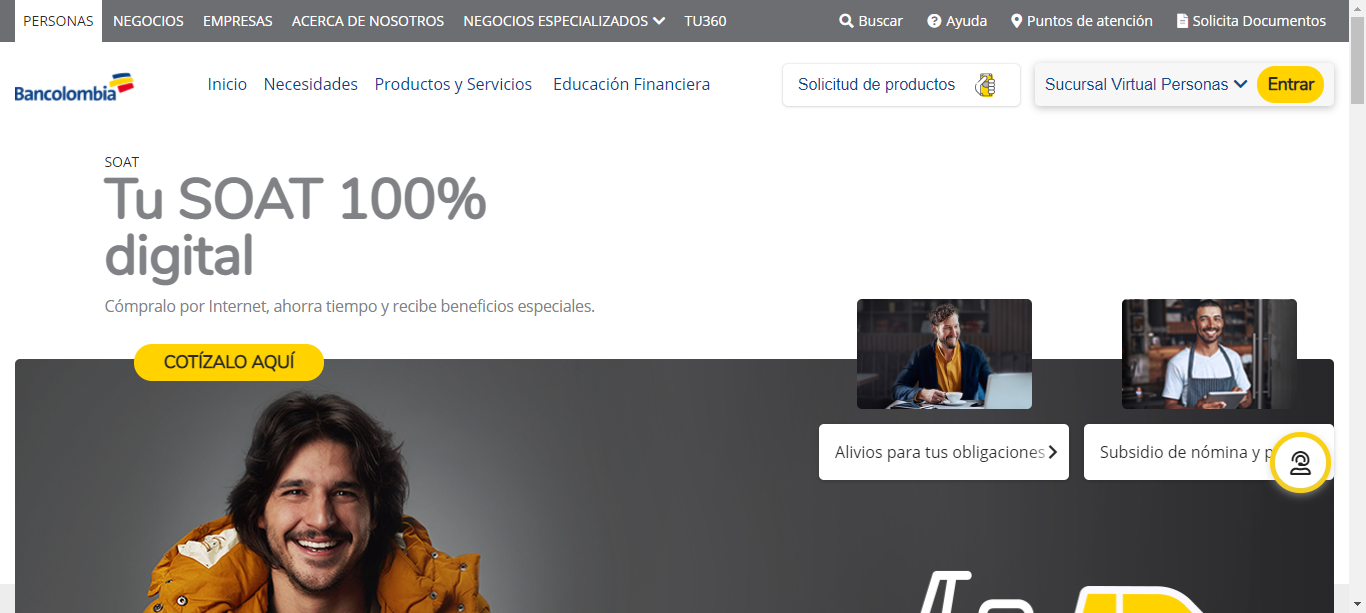 PERSONAS NEGOCIOS EMPRESAS ACERCA DE NOSOTROS NEGOCIOS ESPECIALIZADOS TU360 Buscar Ayuda Puntos de atención Solicita Documentos
Bancolombia Inicio Necesidades Productos y Servicios Educación Financiera Solicitud de productos Sucursal Virtual Personas Entrar
SOAT
Tu SOAT 100%
digital
Cómpralo por Internet, ahorra tiempo y recibe beneficios especiales.
COTÍZALO AQUÍ
Alivios para tus obligaciones Subsidio de nómina y